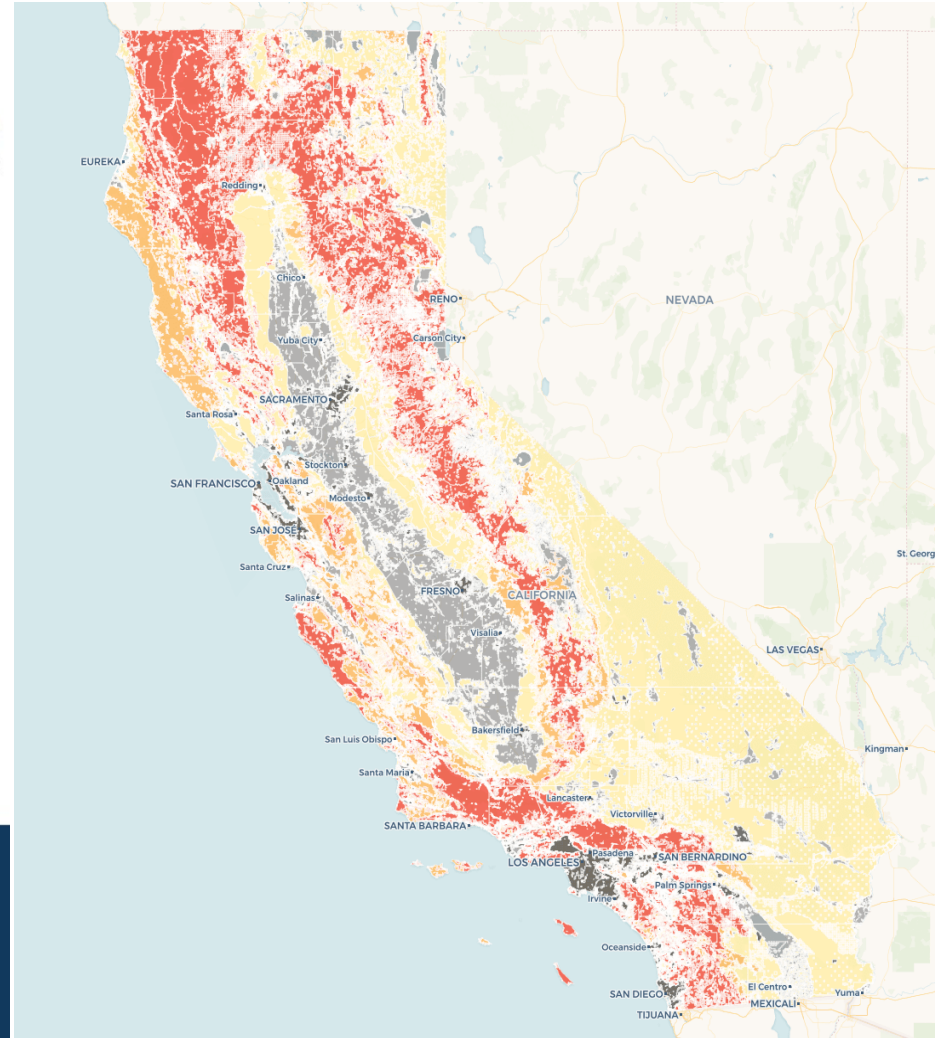 EUREKA
Redding
Chico
RENO
NEVADA
Yuba City
Carson City
SACRAMENTO
Santa Rosa
Stockton
SAN FRANCISCO
Oakland
Modesto
SAN JOSE
St. Georg
Santa Cruz
FRESNO
CALIFORNIA
Salinas
Visalia
LAS VEGAS
Bakersfield
San Luis Obispo
Kingman
Santa Maria
Lancaster
Victorville
SANTA BARBARA
Pasadena
LOS ANGELES
SAN BERNARDINO
Palm Springs
Irvine
Oceanside
El Centro
SAN DIEGO
Yuma
MEXICALI
TIJUANA